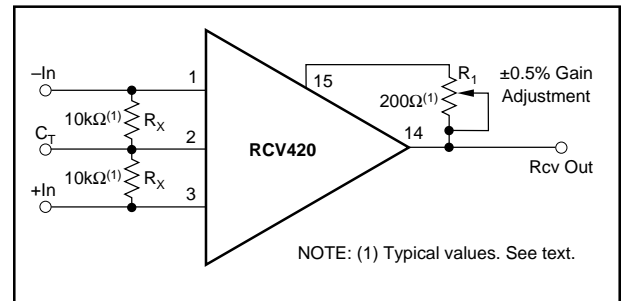 –In
1
10kΩ(1) RX
CT
2
10kΩ(1) RX
+In
3
RCV420
15
R1
200Ω(1)
±0.5% Gain
Adjustment
14
Rcv Out
NOTE: (1) Typical values. See text.